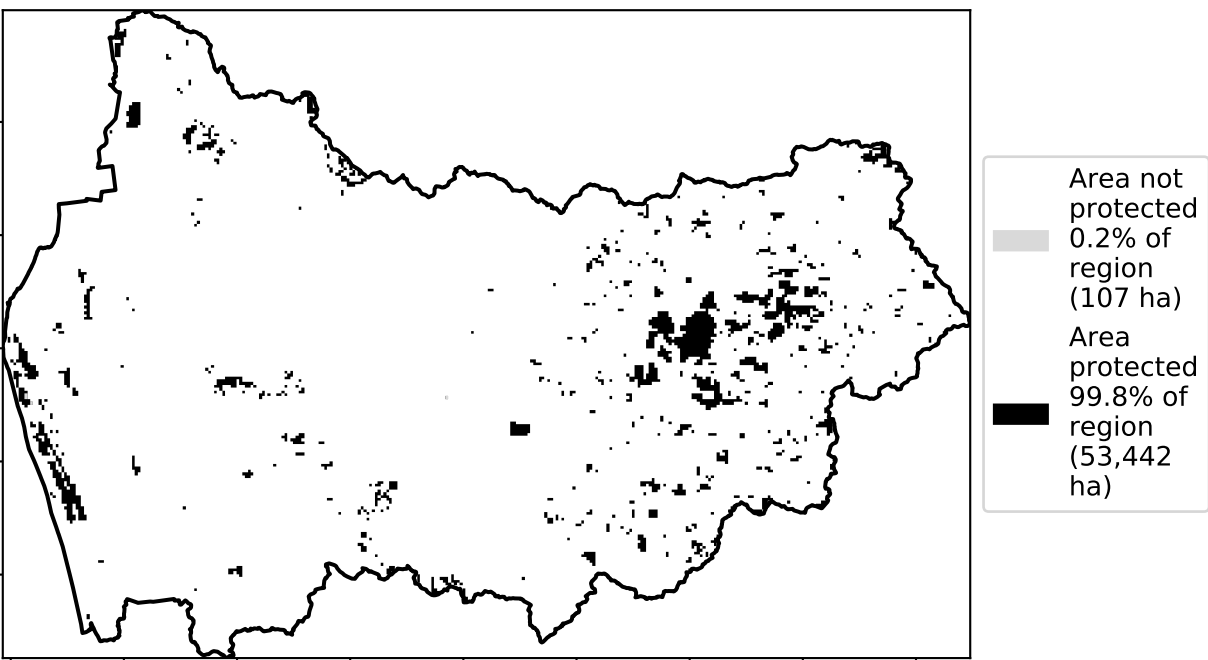 Area not
protected
0.2% of
region
(107 ha)
Area
protected
99.8% of
region
(53,442
ha)